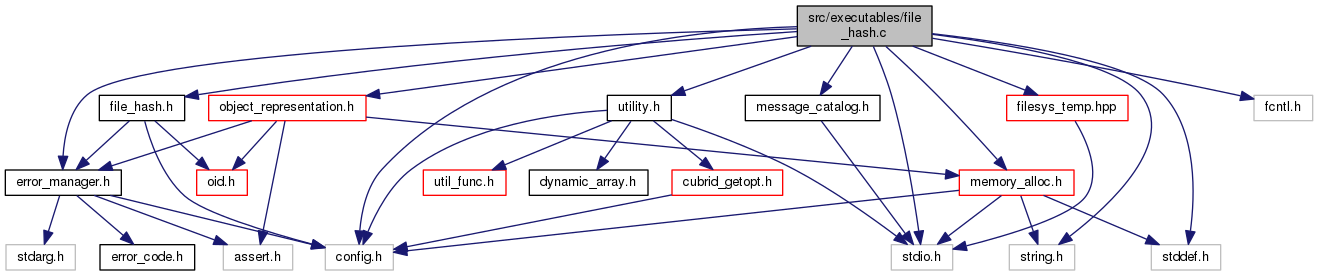 src/executables/file
_hash.c
file_hash.h
object_representation.h
utility.h
message_catalog.h
filesys_temp.hpp
fcntl.h
error_manager.h
oid.h
util_func.h
dynamic_array.h
cubrid_getopt.h
memory_alloc.h
stdarg.h
error_code.h
assert.h
config.h
stdio.h
string.h
stddef.h